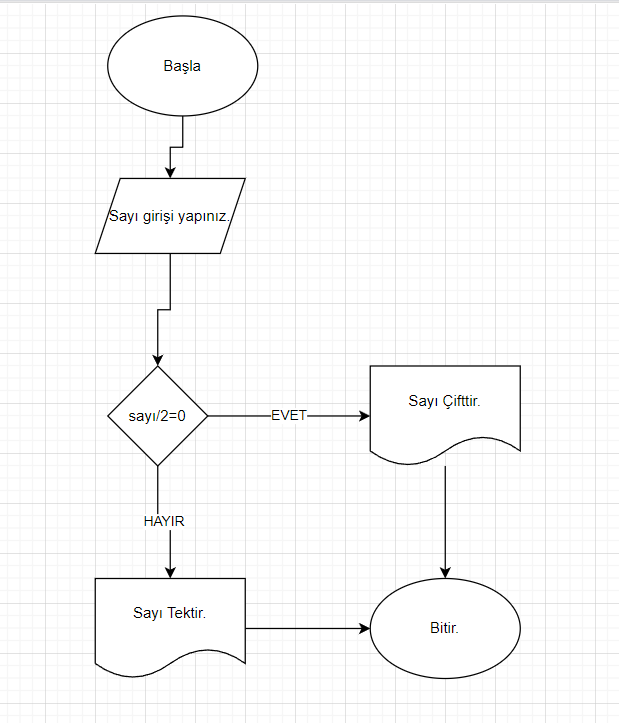 Başla
Sayı girişi yapınız.
sayı/2=0
EVET
Sayı Çifttir.
HAYIR
Sayı Tektir.
Bitir.